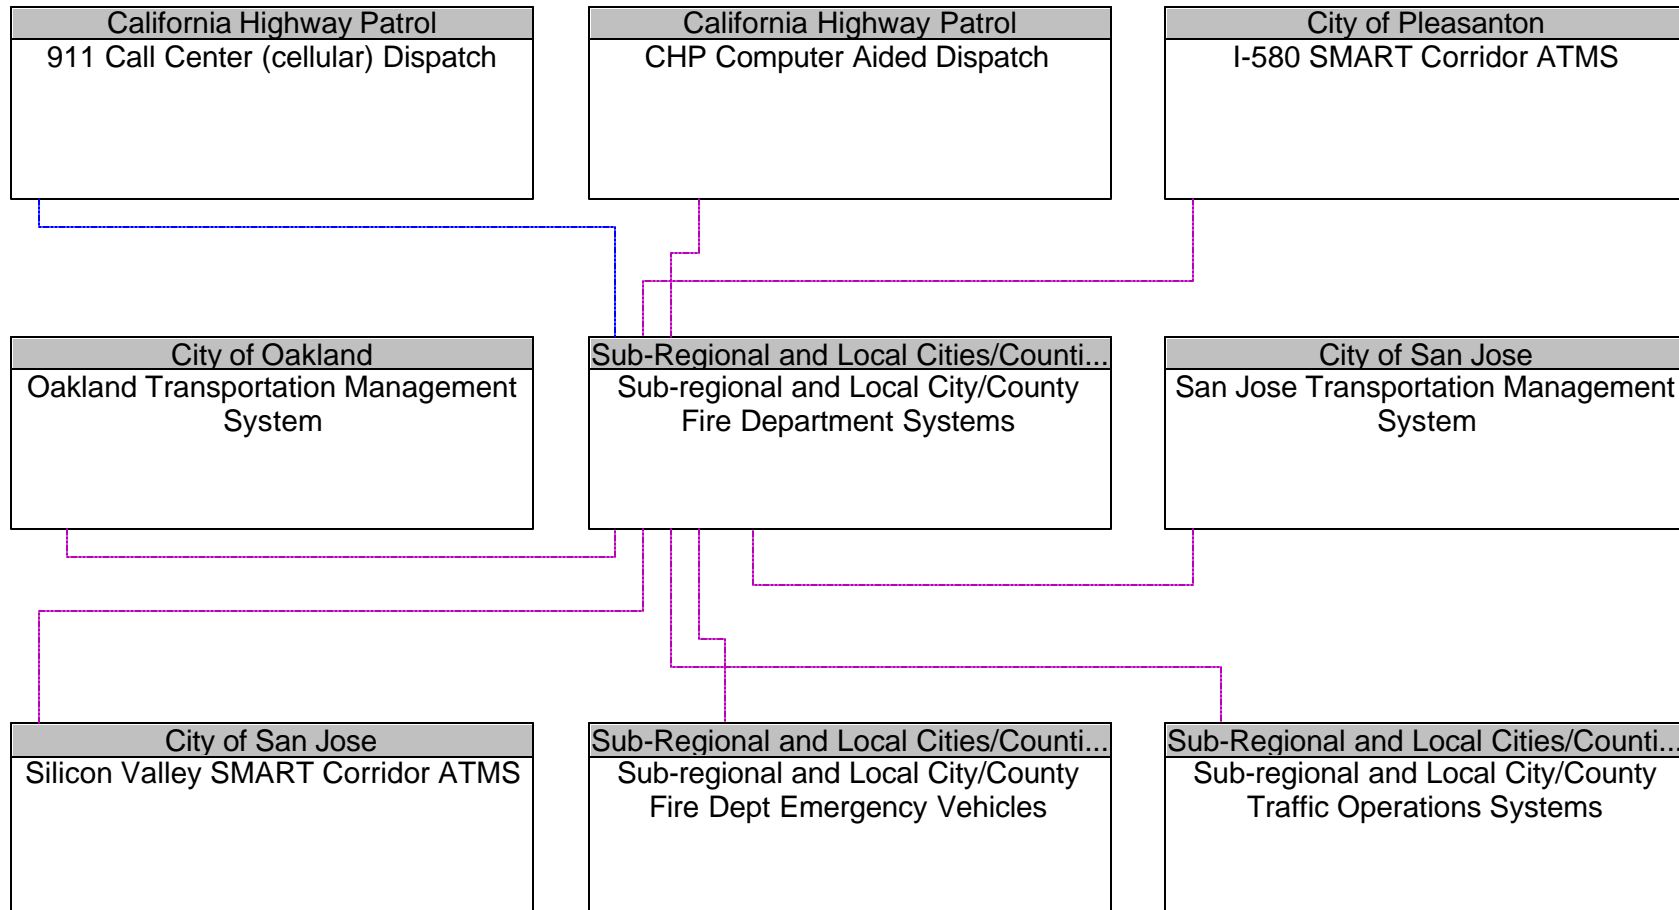 California Highway Patrol
911 Call Center (cellular) Dispatch
California Highway Patrol
CHP Computer Aided Dispatch
City of Pleasanton
I-580 SMART Corridor ATMS
City of Oakland
Oakland Transportation Management
System
Sub-Regional and Local Cities/Counti...
Sub-regional and Local City/County
Fire Department Systems
City of San Jose
San Jose Transportation Management
System
City of San Jose
Silicon Valley SMART Corridor ATMS
Sub-Regional and Local Cities/Counti...
Sub-regional and Local City/County
Fire Dept Emergency Vehicles
Sub-Regional and Local Cities/Counti...
Sub-regional and Local City/County
Traffic Operations Systems